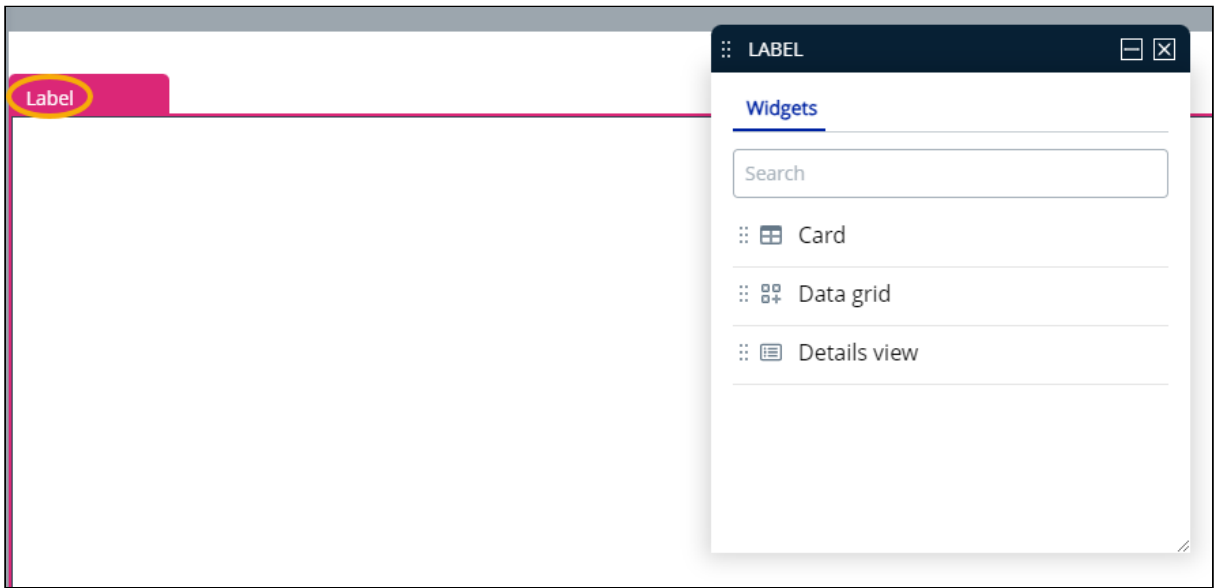 LABEL
Label
Widgets
Search
Card
Data grid
Details view